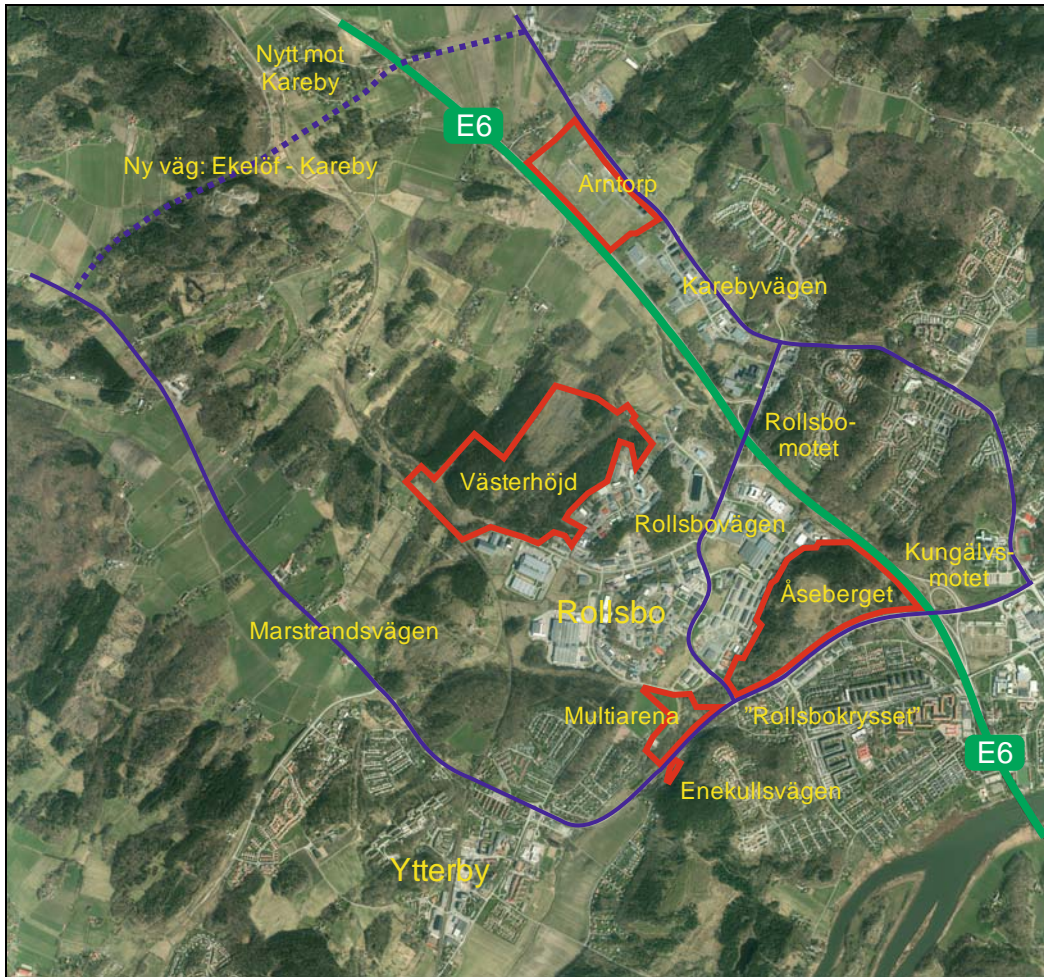 Nytt mot
Kareby
E6
Ny väg: Ekelöf - Kareby
Arntorp
Karebyvägen
Rollsbo-
motet
Västerhöjd
Rollsbovägen
Kungälvs-
motet
Åseberget
Rollsbo
Marstrandsvägen
Multiarena
"Rollsbokrysset"
E6
Enekullsvägen
Ytterby